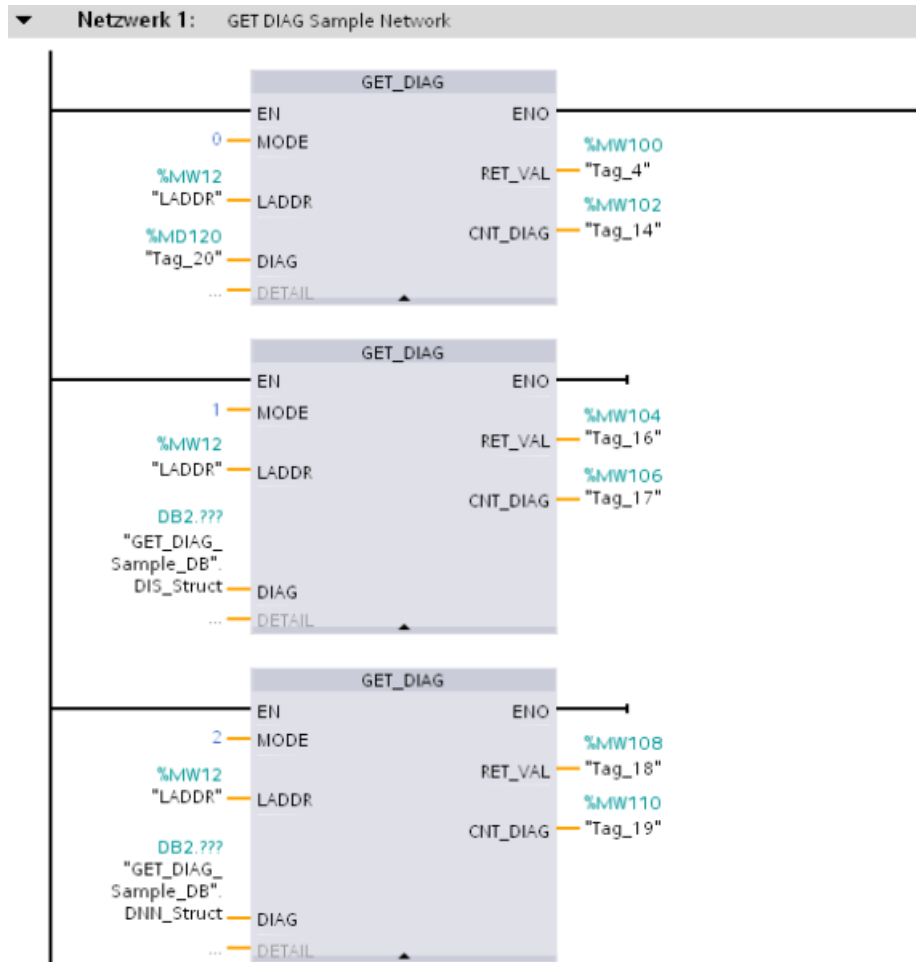 Netzwerk 1: GET DIAG Sample Network
GET_DIAG
EN ENO
0 MODE
%MW100
RET_VAL "Tag_4"
%MW12
"LADDR" LADDR
%MW102
CNT_DIAG "Tag_14"
%MD120
"Tag_20" DIAG
... DETAIL
GET_DIAG
EN ENO
1 MODE
%MW104
RET_VAL "Tag_16"
%MW12
"LADDR" LADDR
%MW106
CNT_DIAG "Tag_17"
DB2.???
"GET_DIAG_
Sample_DB".
DIS_Struct DIAG
... DETAIL
GET_DIAG
EN ENO
2 MODE
%MW108
RET_VAL "Tag_18"
%MW12
"LADDR" LADDR
%MW110
CNT_DIAG "Tag_19"
DB2.???
"GET_DIAG_
Sample_DB".
DNN_Struct DIAG
... DETAIL